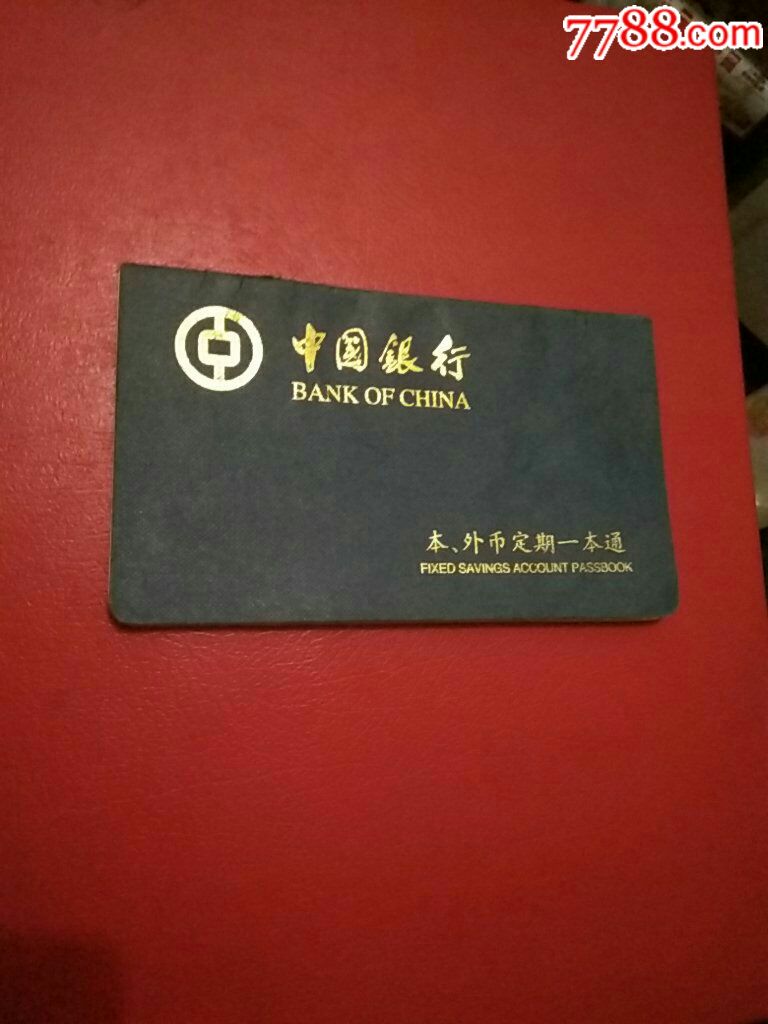 7788.com
中国銀行
BANK OF CHINA
本、外币定期一本通
FIXED SAVINGS ACCOUNT PASSBOOK